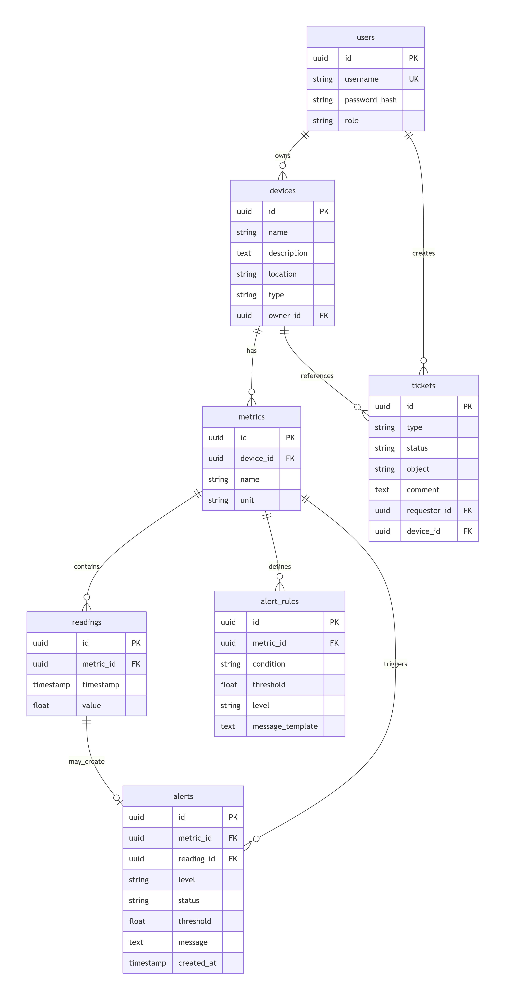 users
uuid id PK
string username UK
string password_hash
string role
owns
devices
uuid id PK
string name
text description
string location
type string
uuid owner_id FK
creates
has
references
tickets
uuid id PK
string type
string status
string object
text comment
uuid requester_id FK
uuid device_id FK
metrics
uuid id PK
uuid device_id FK
string name
string unit
contains
defines
triggers
readings
uuid id PK
uuid metric_id FK
timestamp timestamp
float value
alert_rules
uuid id PK
uuid metric_id FK
string condition
float threshold
string level
text message_template
may_create
alerts
uuid id PK
uuid metric_id FK
uuid reading_id FK
string level
string status
float threshold
text message
timestamp created_at